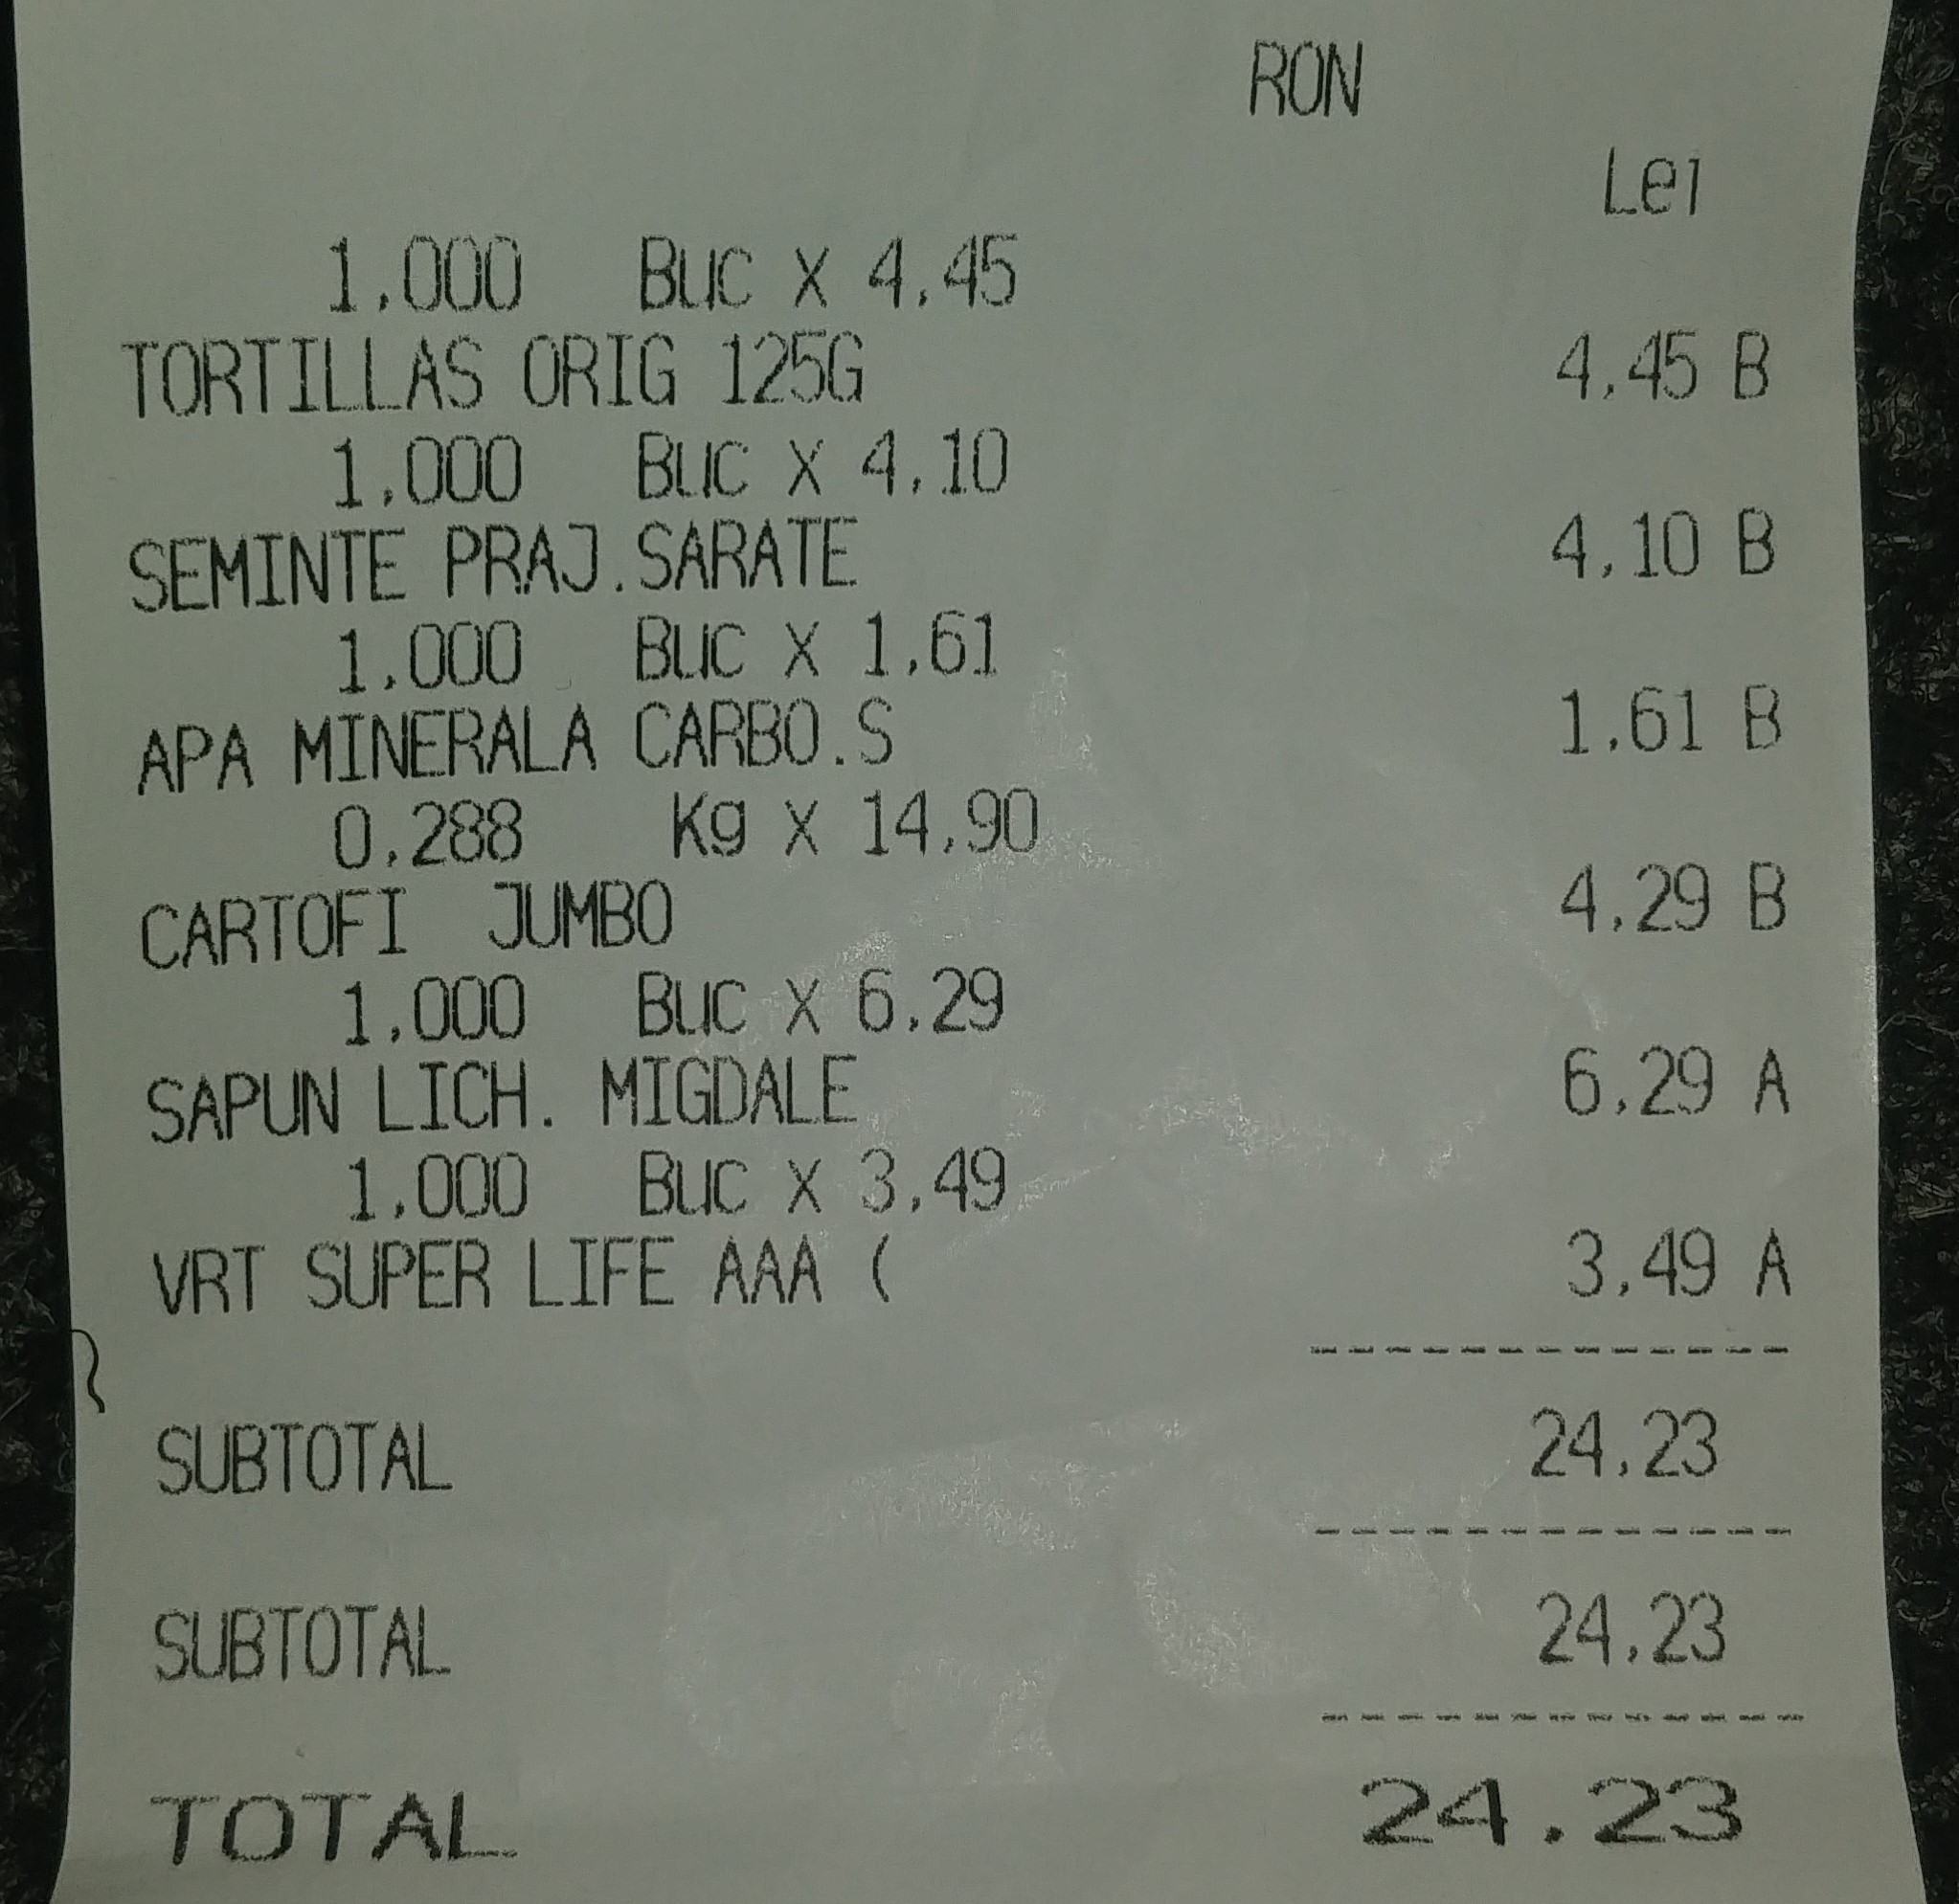 RON
Lei
1.000 Buc X 4.45
TORTILLAS ORIG 125G 4.45 B
1.000 Buc X 4.10
SEMINTE PRAJ.SARATE 4.10 B
1.000 Buc X 1.61
APA MINERALA CARBO.S 1.61 B
0.288 Kg X 14.90
CARTOFI JUMBO 4.29 B
1.000 Buc X 6.29
SAPUN LICH. MIGDALE 6.29 A
1.000 Buc X 3.49
VRT SUPER LIFE AAA ( 3.49 A
-------------
SUBTOTAL 24.23
-------------
SUBTOTAL 24.23
-------------
TOTAL 24.23